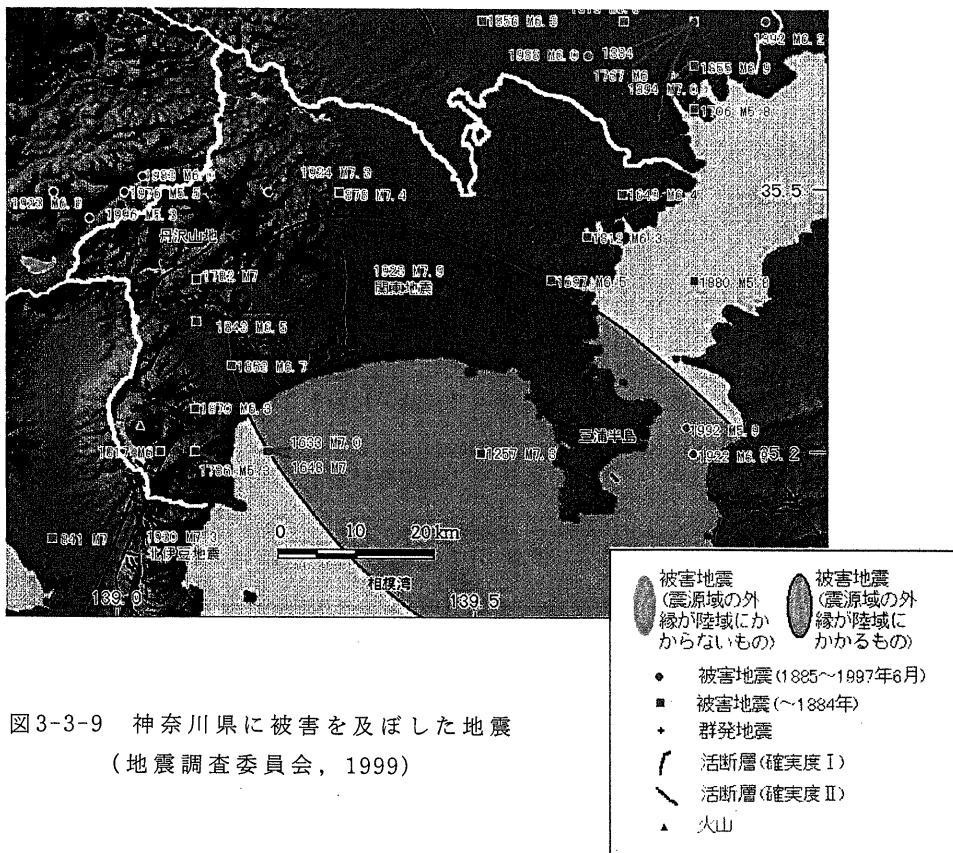 1856 M6.9
1992 M6.2
1988 M6.0
1894
1767 M6
1894 M7.0
1855 M6.9
1706 M5.8
1983 M6.0
1976 M5.5
1996 M5.3
丹沢山地
1924 M7.3
878 M7.4
35.5
1649 M6.4
1812 M6.3
1782 M7
1923 M7.9
関東地震
1697 M6.5
1880 M5.8
1843 M6.5
1853 M6.7
1870 M6.3
1817 M6
1786 M5.8
1633 M7.0
1648 M7
1257 M7.3
三浦半島
1992 M5.9
1922 M6.8
35.2
841 M7
1930 M7.3
北伊豆地震
0 10 20km
相模湾
139.0
139.5
被害地震
(震源域の外
縁が陸域にか
からないもの)
被害地震
(震源域の外
縁が陸域に
かかるもの)
被害地震(1885～1997年6月)
被害地震(～1884年)
群発地震
活断層(確実度Ⅰ)
活断層(確実度Ⅱ)
火山
図3-3-9 神奈川県に被害を及ぼした地震
(地震調査委員会, 1999)